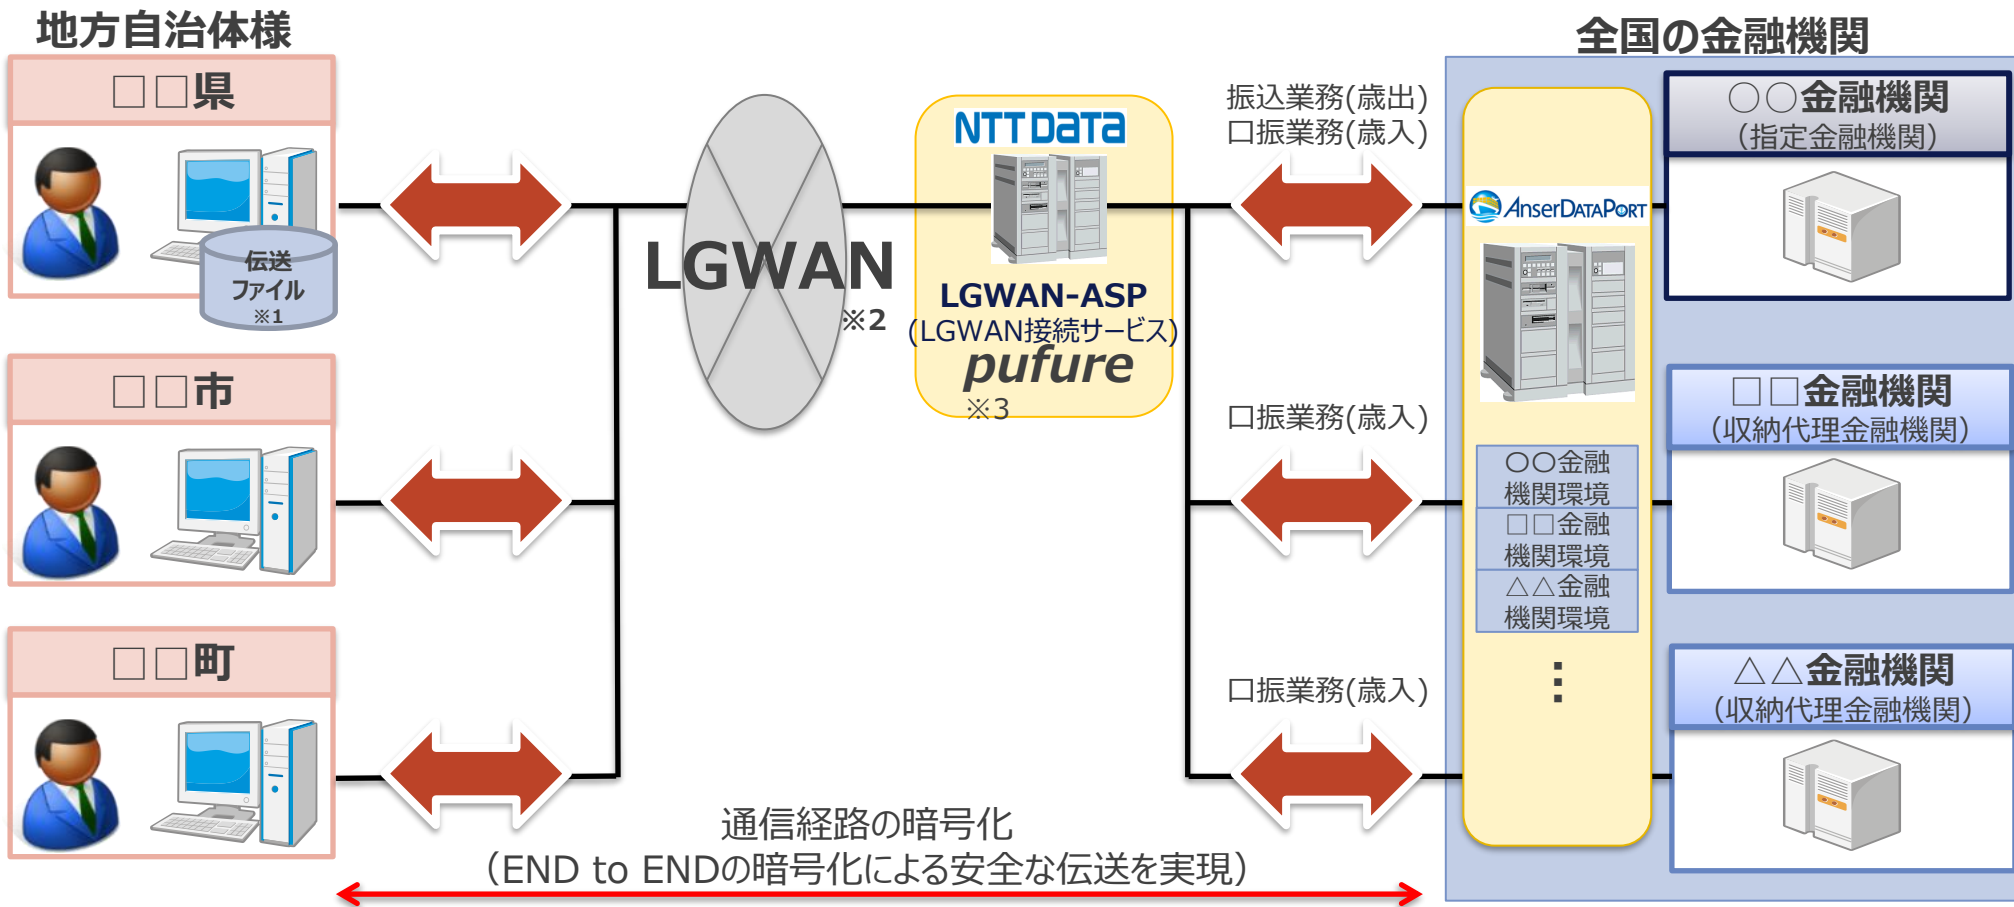 地方自治体様
全国の金融機関
□□県
伝送
ファイル
※1
□□市
□□町
LGWAN
※2
NTT DATA
LGWAN-ASP
(LGWAN接続サービス)
pufure
※3
振込業務(歳出)
口振業務(歳入)
口振業務(歳入)
口振業務(歳入)
AnserDATAPORT
〇〇金融
機関環境
□□金融
機関環境
△△金融
機関環境
⋮
〇〇金融機関
（指定金融機関）
□□金融機関
（収納代理金融機関）
△△金融機関
（収納代理金融機関）
通信経路の暗号化
（END to ENDの暗号化による安全な伝送を実現）